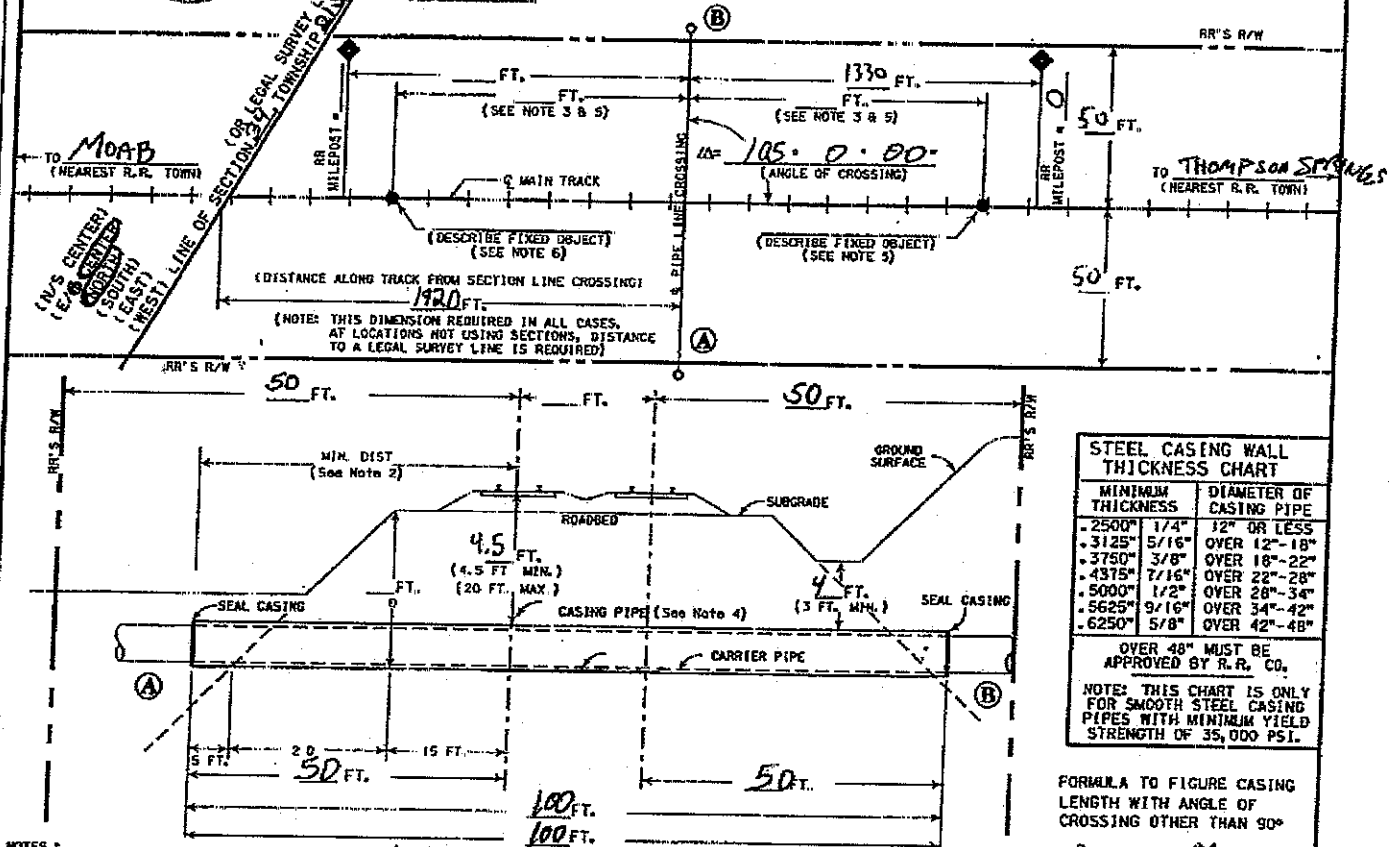 (OR LEGAL SURVEY
LINE OF SECTION 34, TOWNSHIP
B
RR'S R/W
FT.
1330 FT.
FT.
(SEE NOTE 3 & 5)
FT.
(SEE NOTE 3 & 5)
RR
MILEPOST =
RR
MILEPOST = 0
50 FT.
TO MOAB
(NEAREST R.R. TOWN)
105 · 0 · 00 ·
(ANGLE OF CROSSING)
TO THOMPSON SPRINGS
(NEAREST R.R. TOWN)
℄ MAIN TRACK
℄ PIPE LINE CROSSING
(DESCRIBE FIXED OBJECT)
(SEE NOTE 6)
(DESCRIBE FIXED OBJECT)
(SEE NOTE 5)
(N/S CENTER)
(E/W CENTER)
(NORTH)
(SOUTH)
(EAST)
(WEST)
(DISTANCE ALONG TRACK FROM SECTION LINE CROSSING)
1920 FT.
(NOTE: THIS DIMENSION REQUIRED IN ALL CASES.
AT LOCATIONS NOT USING SECTIONS, DISTANCE
TO A LEGAL SURVEY LINE IS REQUIRED)
50 FT.
A
RR'S R/W
50 FT.
FT.
50 FT.
RR'S R/W
RR'S R/W
MIN. DIST
(See Note 2)
GROUND
SURFACE
SUBGRADE
ROADBED
4.5 FT.
(4.5 FT MIN.)
(20 FT. MAX.)
FT.
4 FT.
(3 FT. MIN.)
SEAL CASING
CASING PIPE (See Note 4)
SEAL CASING
CARRIER PIPE
A
B
5 FT.
2 D
15 FT.
50 FT.
50 FT.
100 FT.
100 FT.
STEEL CASING WALL
THICKNESS CHART
MINIMUM THICKNESS
DIAMETER OF CASING PIPE
.2500" 1/4" 12" OR LESS
.3125" 5/16" OVER 12"-18"
.3750" 3/8" OVER 18"-22"
.4375" 7/16" OVER 22"-28"
.5000" 1/2" OVER 28"-34"
.5625" 9/16" OVER 34"-42"
.6250" 5/8" OVER 42"-48"
OVER 48" MUST BE
APPROVED BY R.R. CO.
NOTE: THIS CHART IS ONLY
FOR SMOOTH STEEL CASING
PIPES WITH MINIMUM YIELD
STRENGTH OF 35,000 PSI.
FORMULA TO FIGURE CASING
LENGTH WITH ANGLE OF
CROSSING OTHER THAN 90°
NOTES :